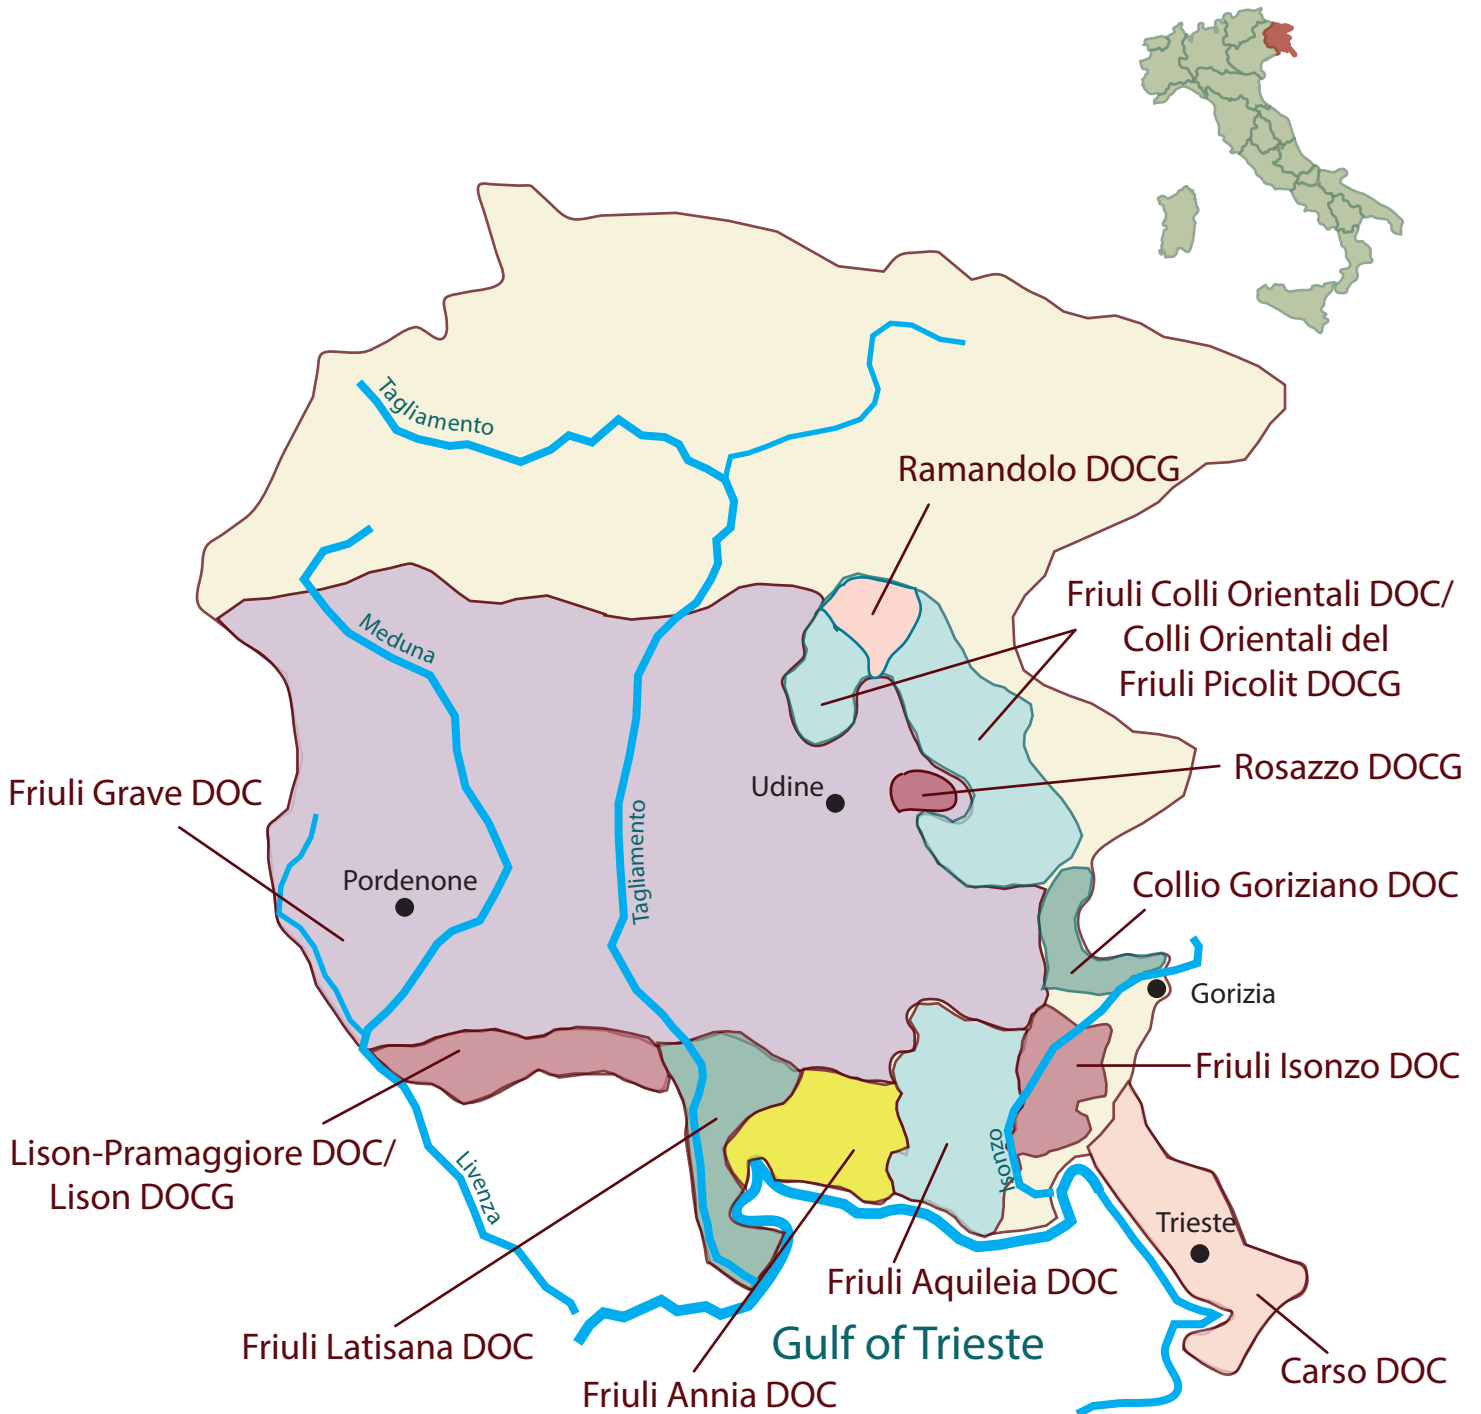 Tagliamento
Ramandolo DOCG
Friuli Colli Orientali DOC/
Colli Orientali del
Friuli Picolit DOCG
Meduna
Rosazzo DOCG
Udine
Friuli Grave DOC
Tagliamento
Pordenone
Collio Goriziano DOC
Gorizia
Friuli Isonzo DOC
Lison-Pramaggiore DOC/
Lison DOCG
Livenza
Isonzo
Trieste
Friuli Aquileia DOC
Friuli Latisana DOC
Gulf of Trieste
Carso DOC
Friuli Annia DOC